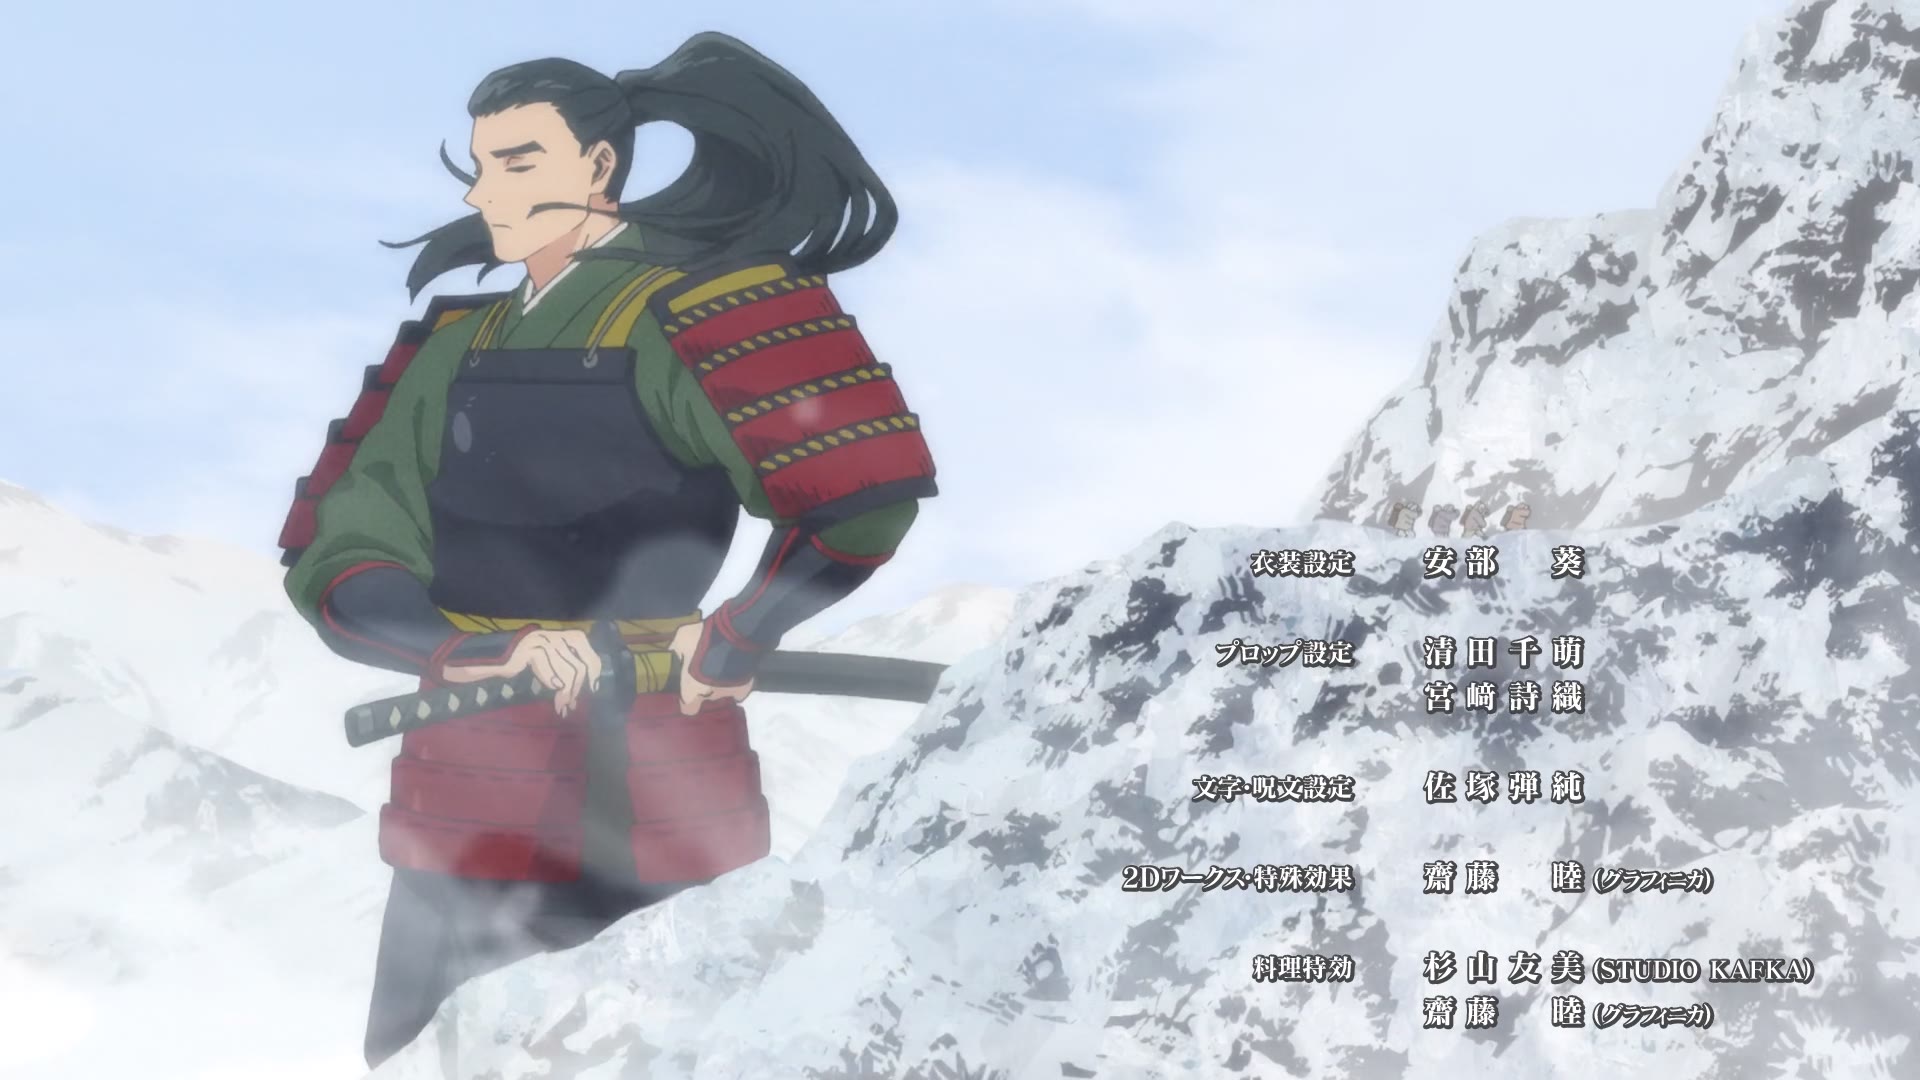 衣装設定 安部 葵
プロップ設定 清田千萌
宮﨑詩織
文字・呪文設定 佐塚弾純
2Dワークス・特殊効果 齋藤 睦(グラフィニカ)
料理特効 杉山友美(STUDIO KAFKA)
齋藤 睦(グラフィニカ)